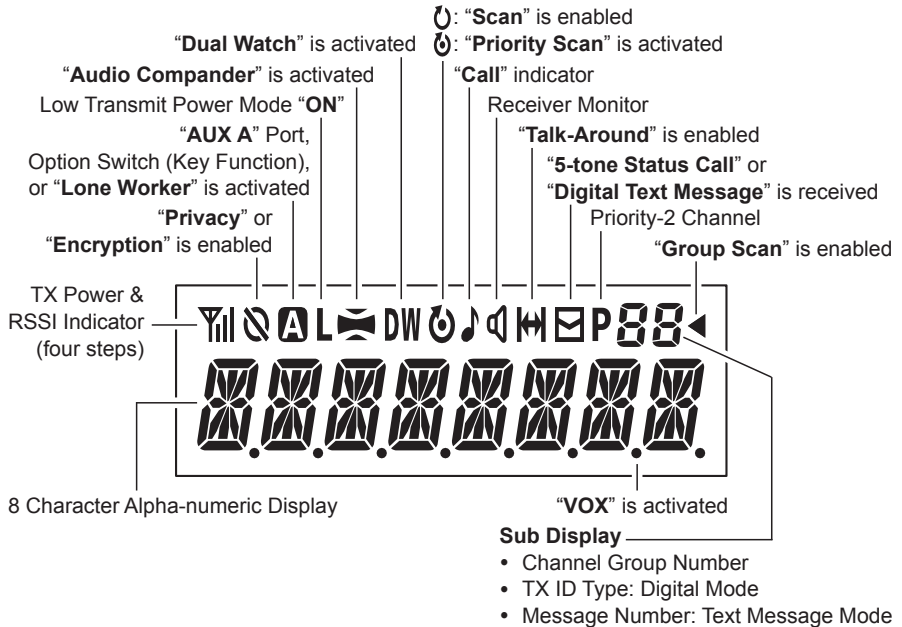 : “Scan” is enabled
“Dual Watch” is activated
: “Priority Scan” is activated
“Audio Compander” is activated
“Call” indicator
Low Transmit Power Mode “ON”
Receiver Monitor
“AUX A” Port,
Option Switch (Key Function),
or “Lone Worker” is activated
“Talk-Around” is enabled
“5-tone Status Call” or
“Digital Text Message” is received
“Privacy” or
“Encryption” is enabled
Priority-2 Channel
“Group Scan” is enabled
TX Power &
RSSI Indicator
(four steps)
A L DW P 88
8 Character Alpha-numeric Display
“VOX” is activated
Sub Display
• Channel Group Number
• TX ID Type: Digital Mode
• Message Number: Text Message Mode